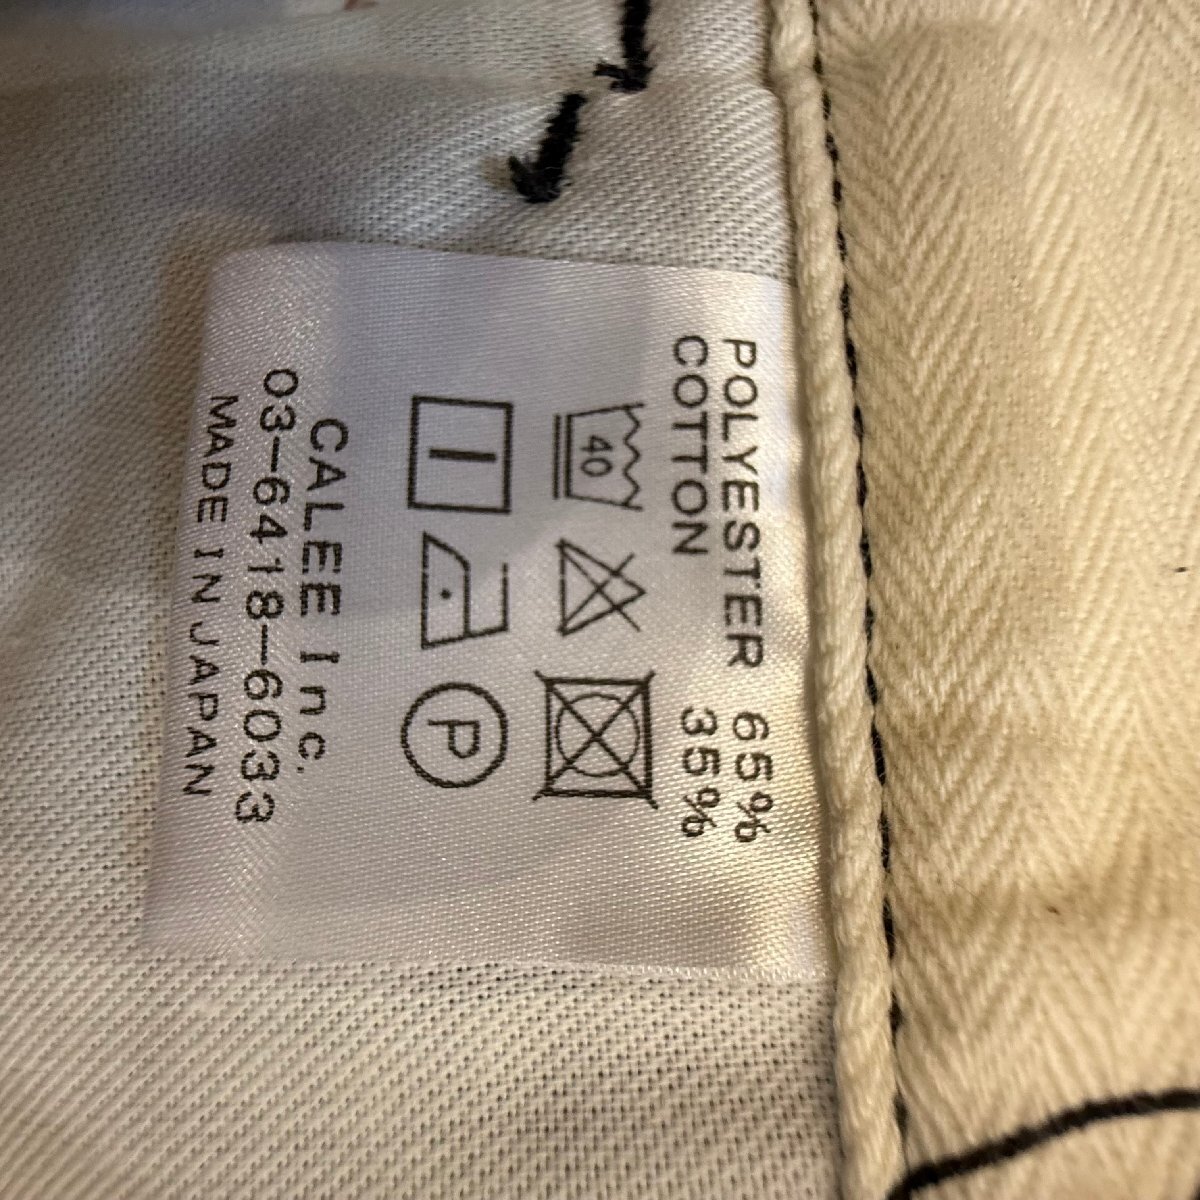 POLYESTER 65%
COTTON 35%
40
P
CALEE Inc.
03-6418-6033
MADE IN JAPAN